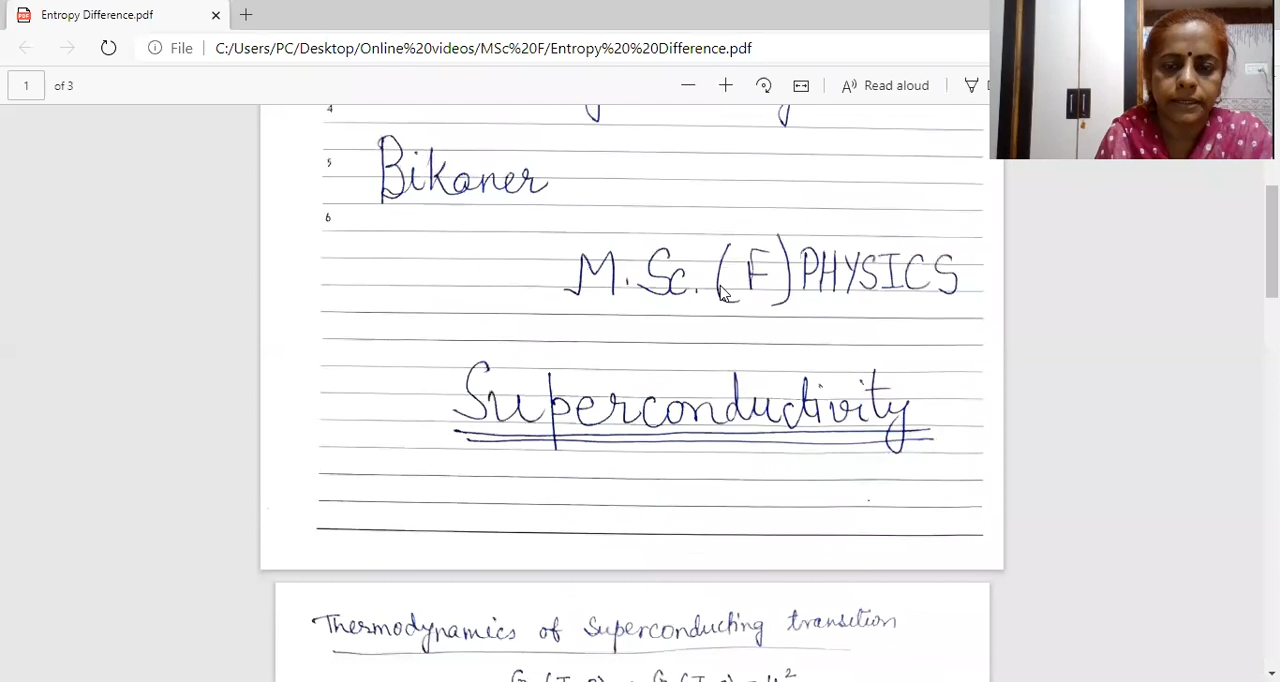 Entropy Difference.pdf
File
C:/Users/PC/Desktop/Online%20videos/MSc%20F/Entropy%20%20Difference.pdf
1 of 3
Read aloud
4
5
Bikaner
6
M.Sc. (F) PHYSICS
Superconductivity
Thermodynamics of Superconducting transition